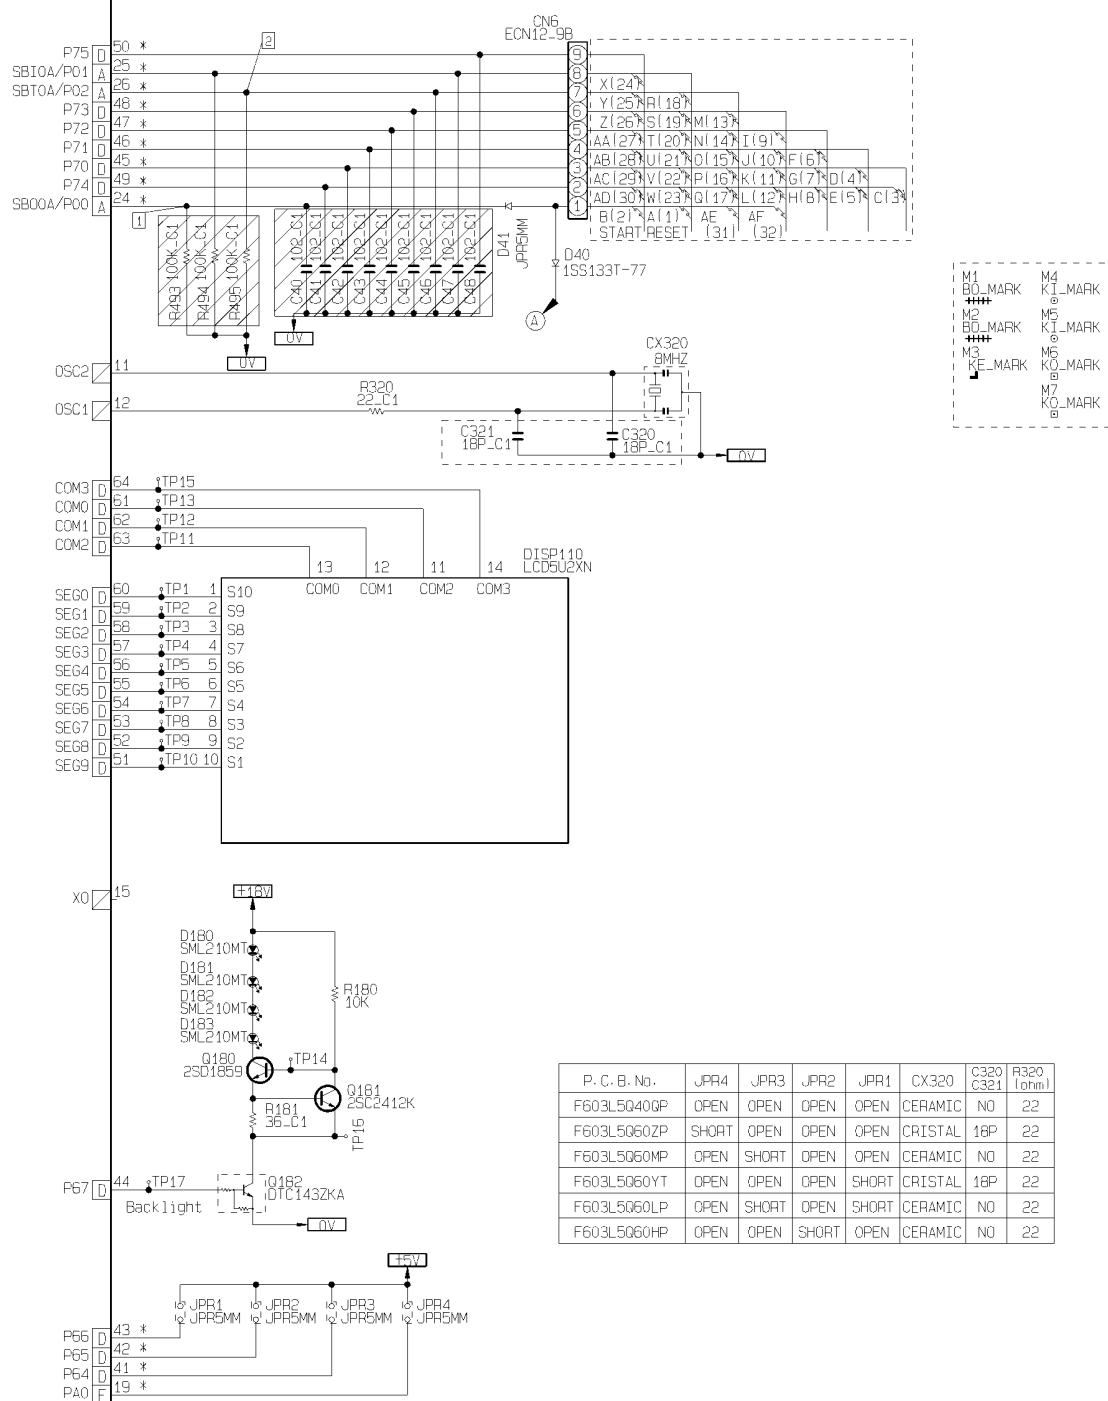 CN6
ECN12_9B
P75 D 50 *
SBI0A/P01 A 25 *
SBT0A/P02 A 26 *
P73 D 48 *
P72 D 47 *
P71 D 46 *
P70 D 45 *
P74 D 49 *
SBO0A/P00 A 24 *
2
1
9
8
7
6
5
4
3
2
1
X(24)
Y(25) R(18)
Z(26) S(19) M(13)
AA(27) T(20) N(14) I(9)
AB(28) U(21) O(15) J(10) F(6)
AC(29) V(22) P(16) K(11) G(7) D(4)
AD(30) W(23) Q(17) L(12) H(8) E(5) C(3)
B(2) A(1) AE AF
START RESET (31) (32)
R493 100K_C1
R494 100K_C1
R495 100K_C1
0V
C40 102_C1
C41 102_C1
C42 102_C1
C43 102_C1
C44 102_C1
C45 102_C1
C46 102_C1
C47 102_C1
C48 102_C1
0V
D41
JPR5MM
D40
1SS133T-77
A
M1
BO_MARK
M2
BO_MARK
M3
KE_MARK
M4
KI_MARK
M5
KI_MARK
M6
KO_MARK
M7
KO_MARK
OSC2 11
OSC1 12
R320
22_C1
CX320
8MHZ
C321
18P_C1
C320
18P_C1
0V
COM3 D 64 TP15
COM0 D 61 TP13
COM1 D 62 TP12
COM2 D 63 TP11
DISP110
LCD5U2XN
13 12 11 14
COM0 COM1 COM2 COM3
SEG0 D 60 TP1 1 S10
SEG1 D 59 TP2 2 S9
SEG2 D 58 TP3 3 S8
SEG3 D 57 TP4 4 S7
SEG4 D 56 TP5 5 S6
SEG5 D 55 TP6 6 S5
SEG6 D 54 TP7 7 S4
SEG7 D 53 TP8 8 S3
SEG8 D 52 TP9 9 S2
SEG9 D 51 TP10 10 S1
XO 15
+18V
D180
SML210MT
D181
SML210MT
D182
SML210MT
D183
SML210MT
R180
10K
Q180
2SD1859
TP14
Q181
2SC2412K
R181
36_C1
TP16
P67 D 44 TP17
Backlight
Q182
DTC143ZKA
0V
+5V
JPR1
JPR5MM
JPR2
JPR5MM
JPR3
JPR5MM
JPR4
JPR5MM
P66 D 43 *
P65 D 42 *
P64 D 41 *
PA0 F 19 *
P.C.B.No. JPR4 JPR3 JPR2 JPR1 CX320 C320 C321 R320 (ohm)
F603L5Q40QP OPEN OPEN OPEN OPEN CERAMIC NO 22
F603L5Q60ZP SHORT OPEN OPEN OPEN CRISTAL 18P 22
F603L5Q60MP OPEN SHORT OPEN OPEN CERAMIC NO 22
F603L5Q60YT OPEN OPEN OPEN SHORT CRISTAL 18P 22
F603L5Q60LP OPEN SHORT OPEN SHORT CERAMIC NO 22
F603L5Q60HP OPEN OPEN SHORT OPEN CERAMIC NO 22